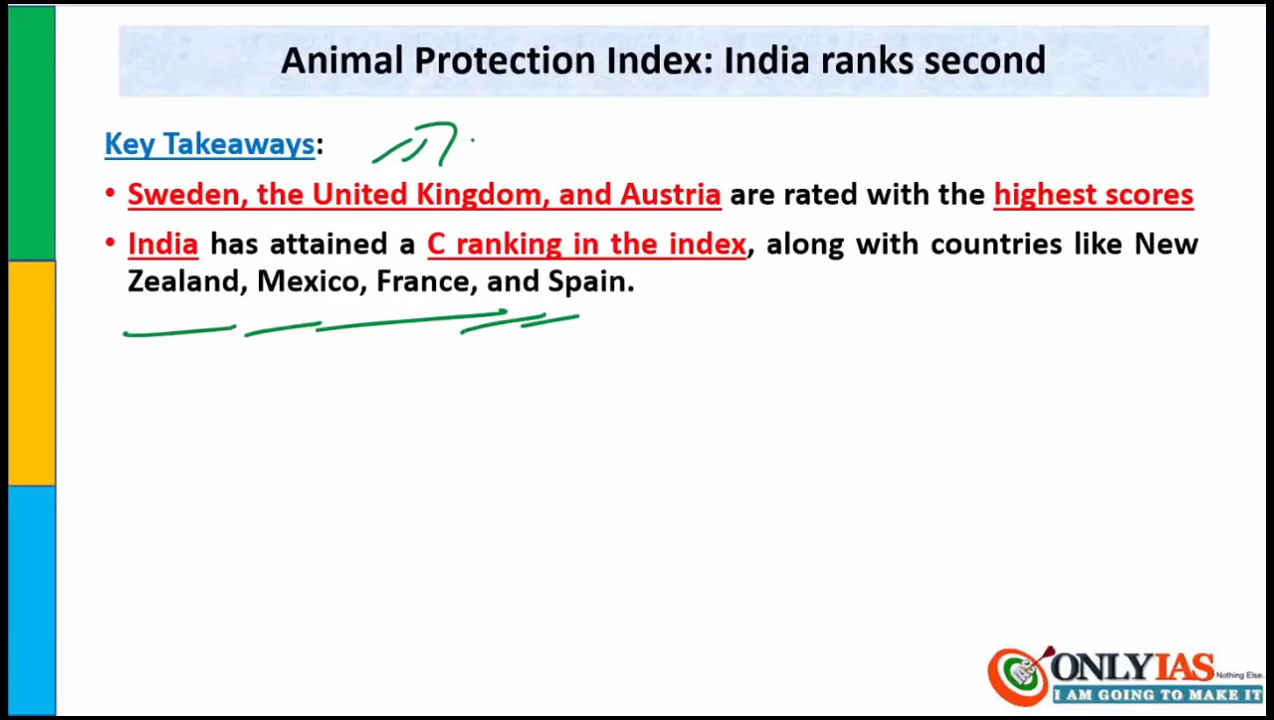 Animal Protection Index: India ranks second
Key Takeaways:
• Sweden, the United Kingdom, and Austria are rated with the highest scores
• India has attained a C ranking in the index, along with countries like New
Zealand, Mexico, France, and Spain.
ONLYIAS
Nothing Else..
I AM GOING TO MAKE IT